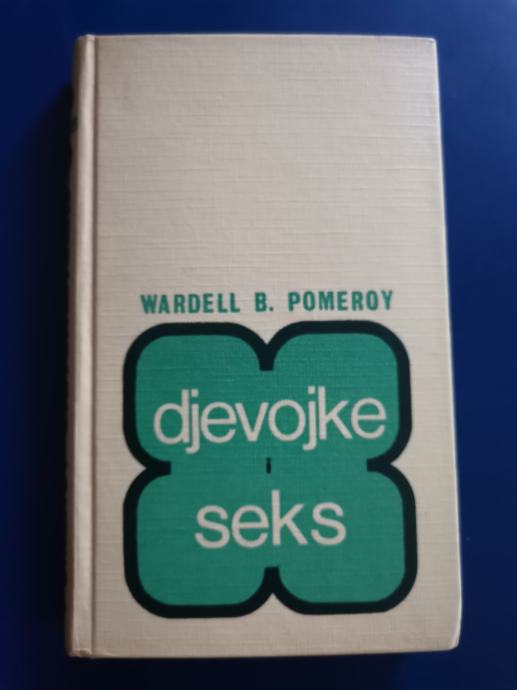 WARDELL B. POMEROY
djevojke
i
seks